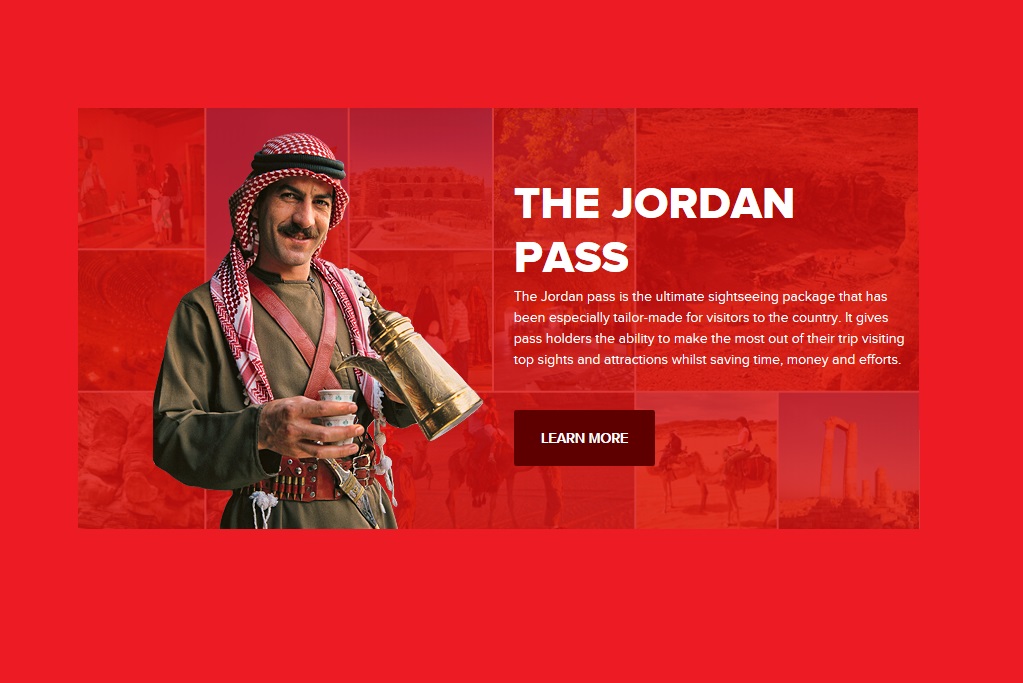 THE JORDAN
PASS
The Jordan pass is the ultimate sightseeing package that has
been especially tailor-made for visitors to the country. It gives
pass holders the ability to make the most out of their trip visiting
top sights and attractions whilst saving time, money and efforts.
LEARN MORE